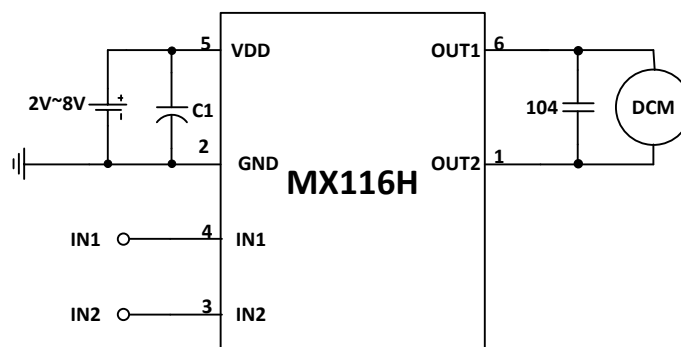 5 VDD OUT1 6
2V~8V + - C1 104 DCM
2 GND OUT2 1
MX116H
IN1 4 IN1
IN2 3 IN2